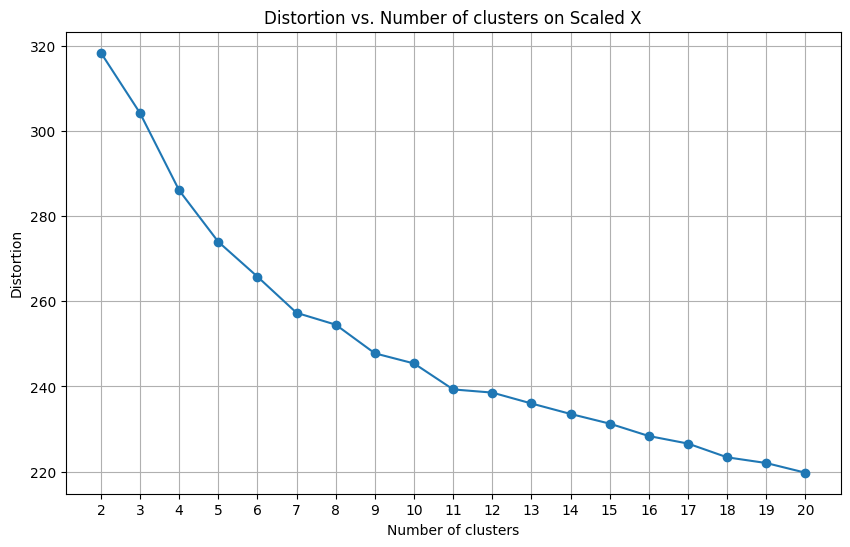 Distortion vs. Number of clusters on Scaled X
320
300
280
260
240
220
Distortion
2 3 4 5 6 7 8 9 10 11 12 13 14 15 16 17 18 19 20
Number of clusters